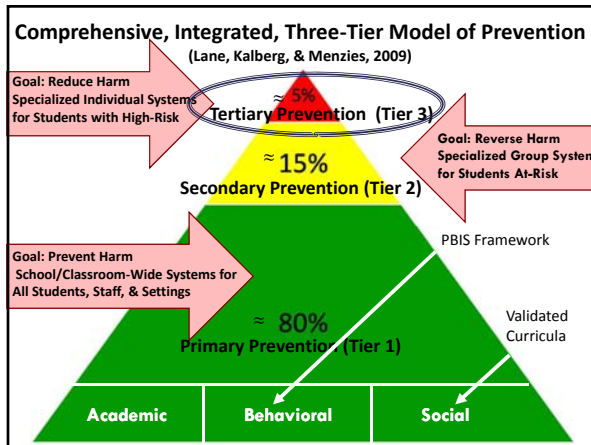 Comprehensive, Integrated, Three-Tier Model of Prevention
(Lane, Kalberg, & Menzies, 2009)
Goal: Reduce Harm
Specialized Individual Systems
for Students with High-Risk
≈ 5%
Tertiary Prevention (Tier 3)
Goal: Reverse Harm
Specialized Group System
for Students At-Risk
≈ 15%
Secondary Prevention (Tier 2)
PBIS Framework
Goal: Prevent Harm
School/Classroom-Wide Systems for
All Students, Staff, & Settings
Validated
Curricula
≈ 80%
Primary Prevention (Tier 1)
Academic
Behavioral
Social